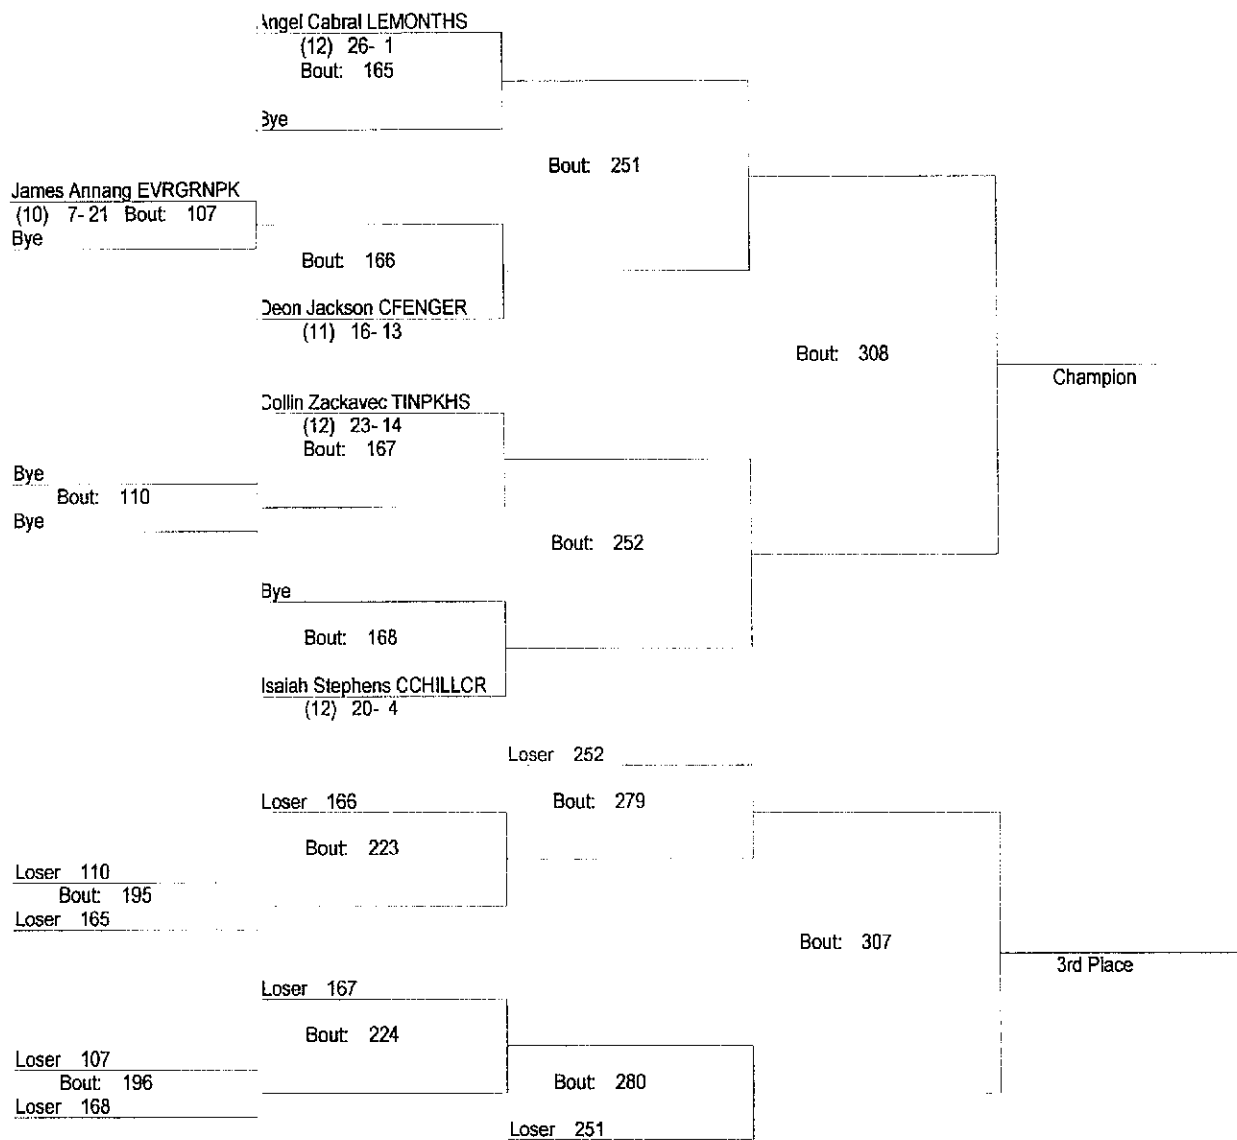 Angel Cabral LEMONTHS
(12) 26- 1
Bout: 165
Bye
Bout: 251
James Annang EVRGRNPK
(10) 7- 21 Bout: 107
Bye
Bout: 166
Deon Jackson CFENGER
(11) 16- 13
Bout: 308
Champion
Collin Zackavec TINPKHS
(12) 23- 14
Bout: 167
Bye
Bout: 110
Bye
Bout: 252
Bye
Bout: 168
Isaiah Stephens CCHILLCR
(12) 20- 4
Loser 252
Loser 166
Bout: 279
Bout: 223
Loser 110
Bout: 195
Loser 165
Bout: 307
3rd Place
Loser 167
Bout: 224
Loser 107
Bout: 196
Bout: 280
Loser 168
Loser 251